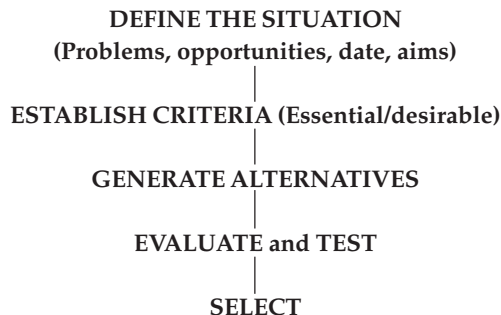 DEFINE THE SITUATION
(Problems, opportunities, date, aims)
ESTABLISH CRITERIA (Essential/desirable)
GENERATE ALTERNATIVES
EVALUATE and TEST
SELECT